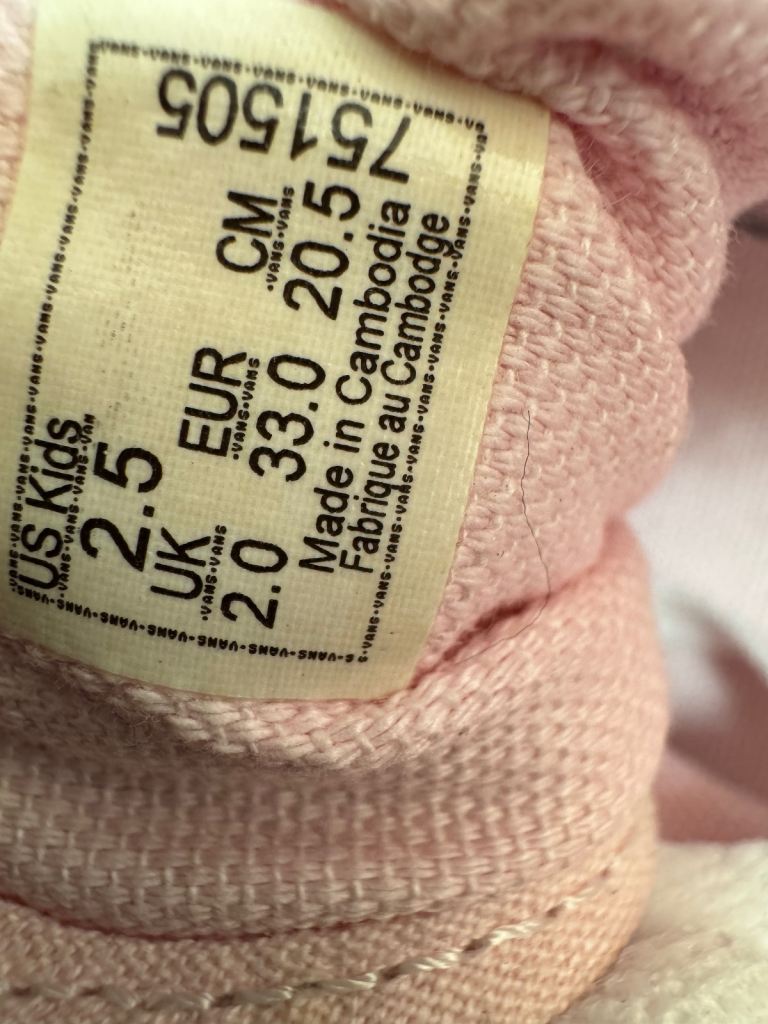 US Kids
2.5
UK EUR CM
2.0 33.0 20.5
Made in Cambodia
Fabrique au Cambodge
751505
VANS